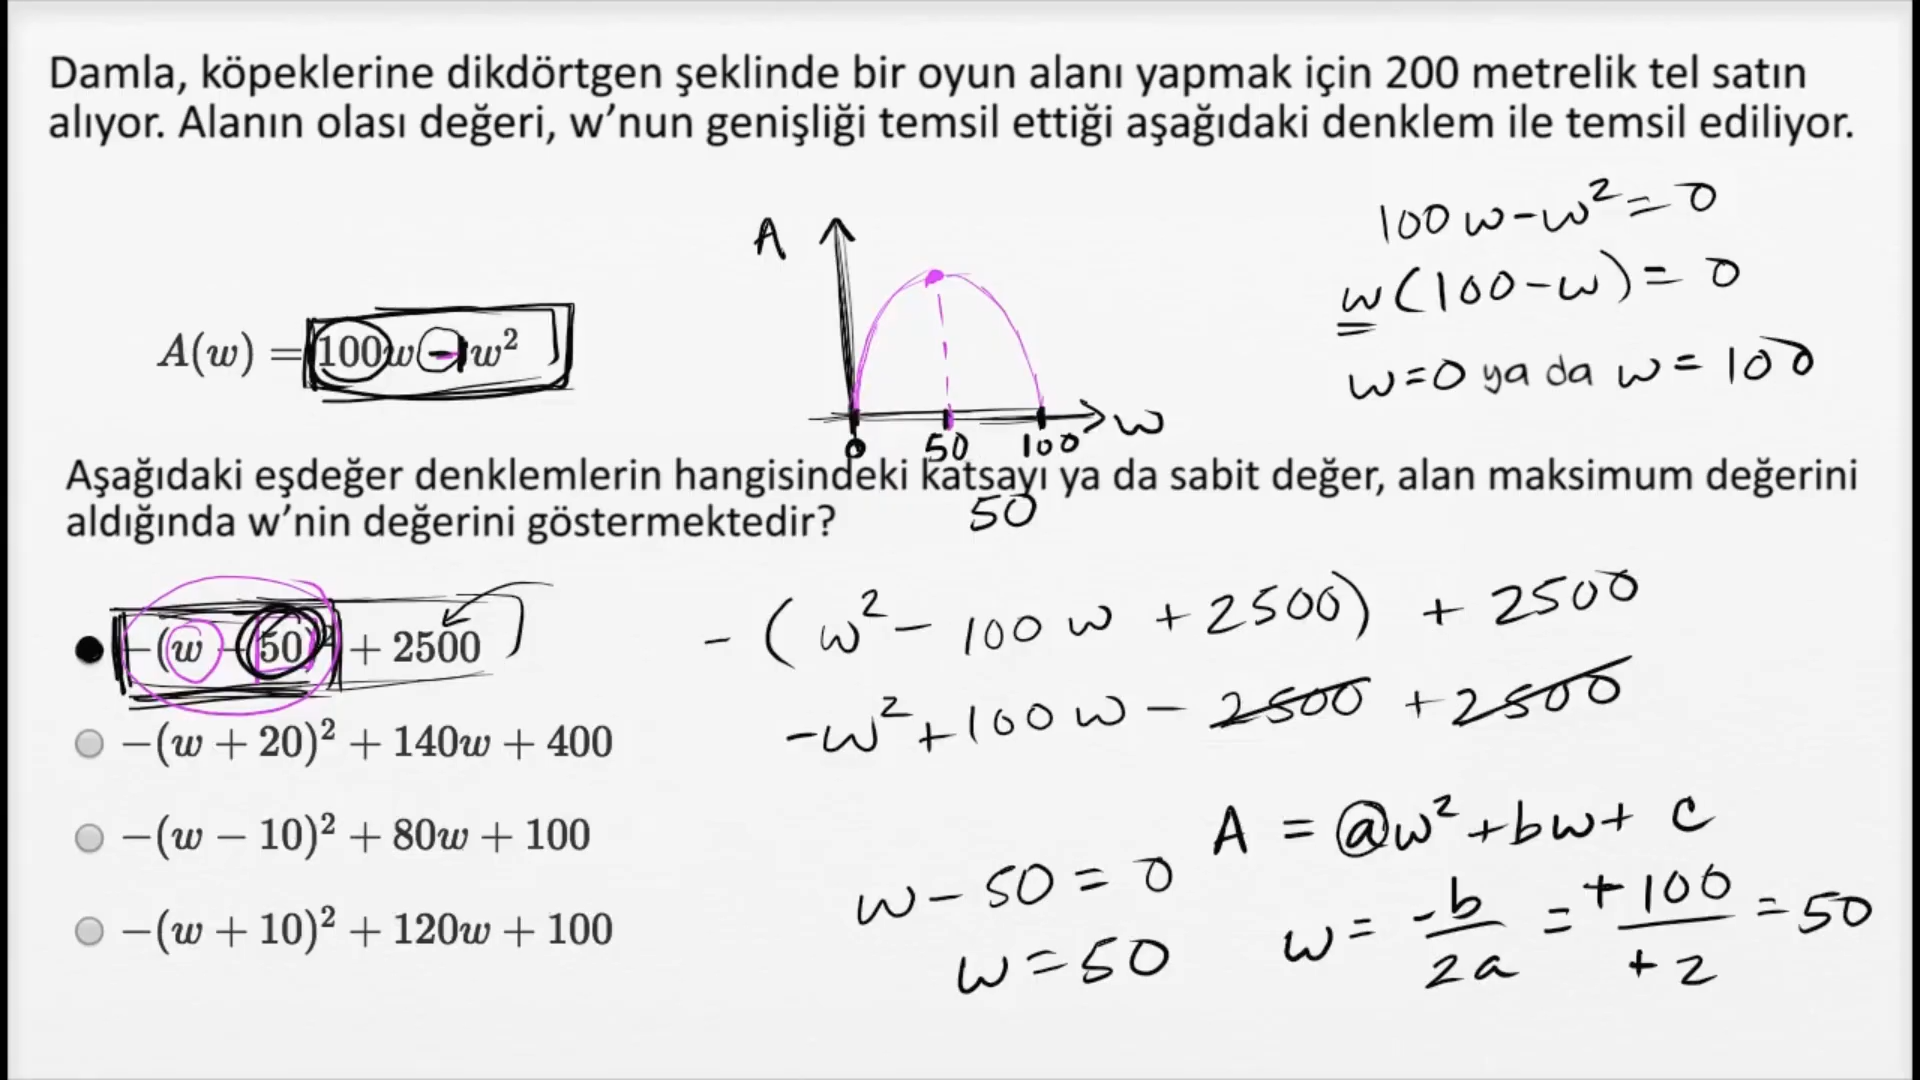 Damla, köpeklerine dikdörtgen şeklinde bir oyun alanı yapmak için 200 metrelik tel satın
alıyor. Alanın olası değeri, w’nun genişliği temsil ettiği aşağıdaki denklem ile temsil ediliyor.
A(w) = 100w - 1w²
A
w
0 50 100
100w - w² = 0
w(100 - w) = 0
w = 0 ya da w = 100
Aşağıdaki eşdeğer denklemlerin hangisindeki katsayı ya da sabit değer, alan maksimum değerini
aldığında w’nin değerini göstermektedir?
50
−(w − 50)² + 2500
−(w + 20)² + 140w + 400
−(w − 10)² + 80w + 100
−(w + 10)² + 120w + 100
-(w² - 100w + 2500) + 2500
-w² + 100w - 2500 + 2500
w - 50 = 0
w = 50
A = aw² + bw + c
w = -b/2a = +100/+2 = 50